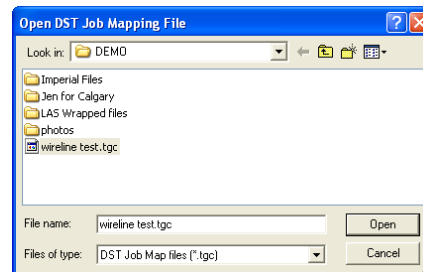 Open DST Job Mapping File
Look in: DEMO
Imperial Files
Jen for Calgary
LAS Wrapped files
photos
wireline test.tgc
File name: wireline test.tgc Open
Files of type: DST Job Map files (*.tgc) Cancel